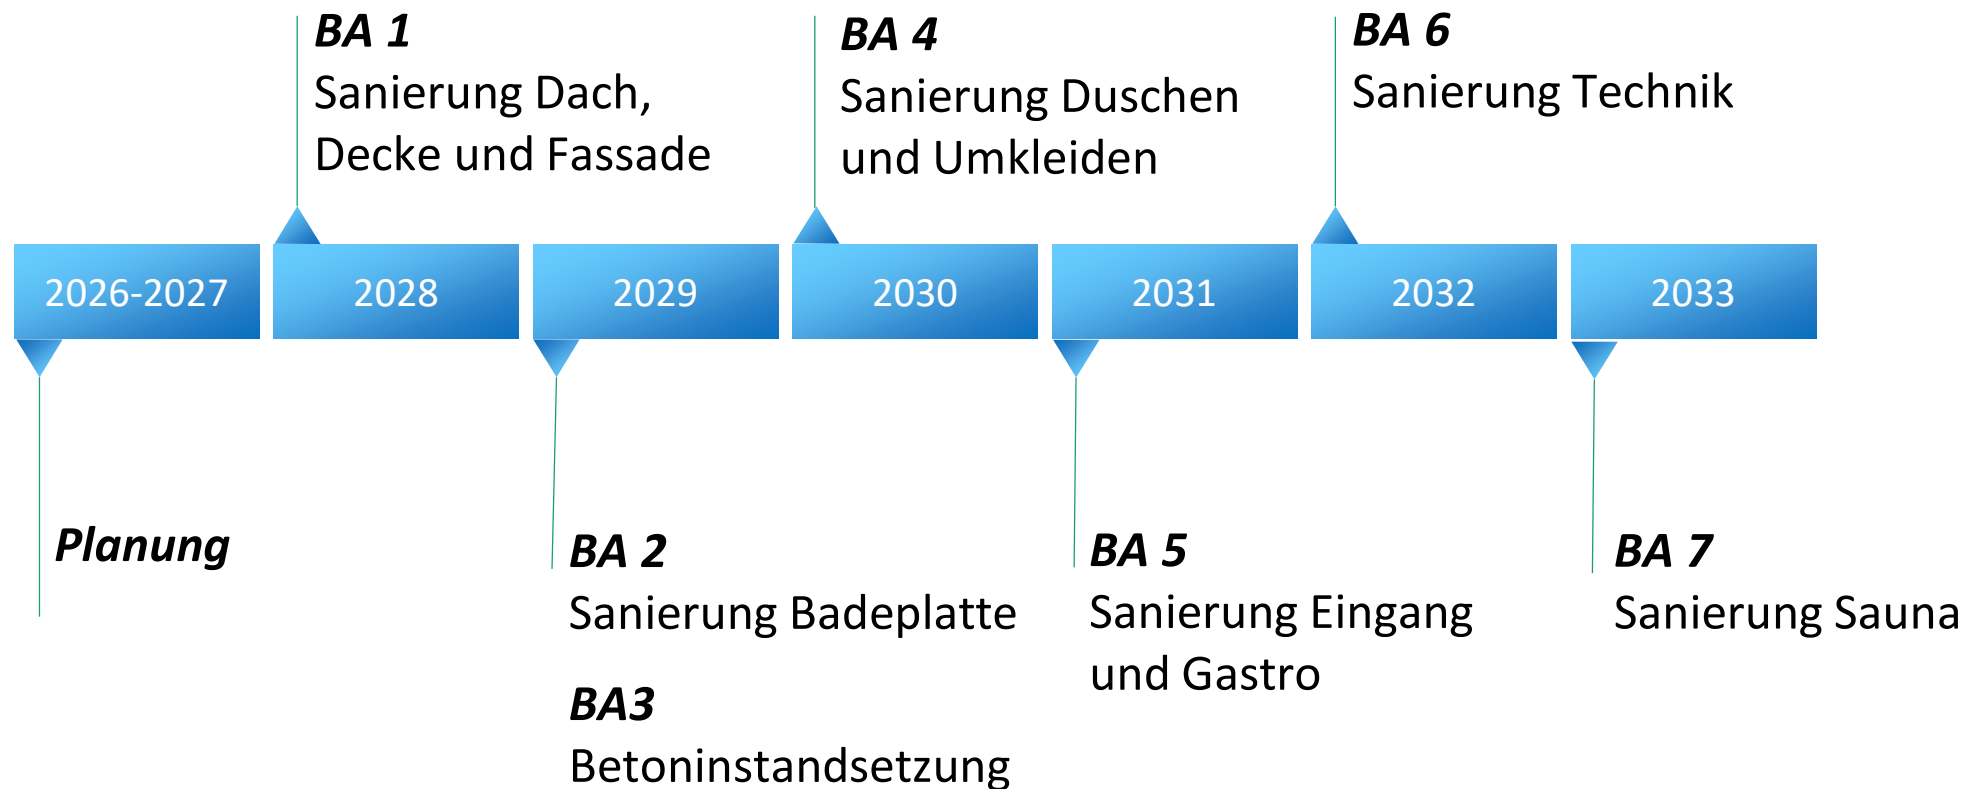 BA 1
Sanierung Dach,
Decke und Fassade
BA 4
Sanierung Duschen
und Umkleiden
BA 6
Sanierung Technik
2026-2027
2028
2029
2030
2031
2032
2033
Planung
BA 2
Sanierung Badeplatte
BA3
Betoninstandsetzung
BA 5
Sanierung Eingang
und Gastro
BA 7
Sanierung Sauna